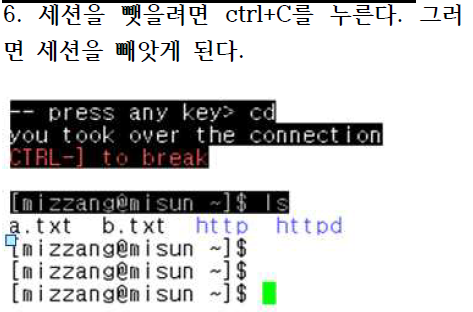 6. 세션을 뺏을려면 ctrl+C를 누른다. 그러
면 세션을 빼앗게 된다.
-- press any key> cd
you took over the connection
CTRL-] to break
[mizzang@misun ~]$ ls
a.txt b.txt http httpd
[mizzang@misun ~]$
[mizzang@misun ~]$
[mizzang@misun ~]$